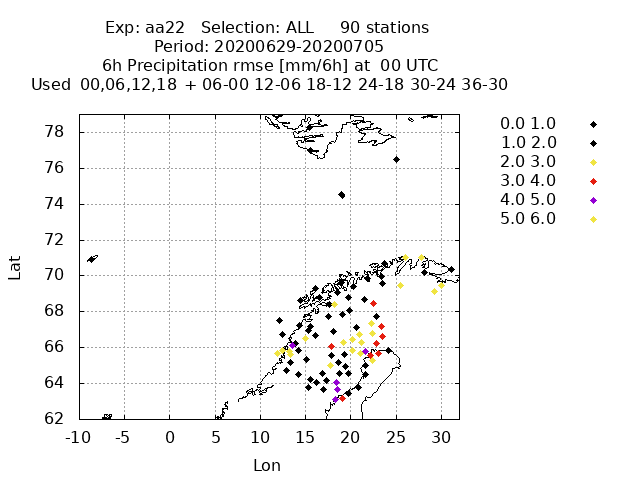 Exp: aa22 Selection: ALL 90 stations
Period: 20200629-20200705
6h Precipitation rmse [mm/6h] at 00 UTC
Used 00,06,12,18 + 06-00 12-06 18-12 24-18 30-24 36-30
0.0 1.0
1.0 2.0
2.0 3.0
3.0 4.0
4.0 5.0
5.0 6.0
Lat
78
76
74
72
70
68
66
64
62
-10 -5 0 5 10 15 20 25 30
Lon